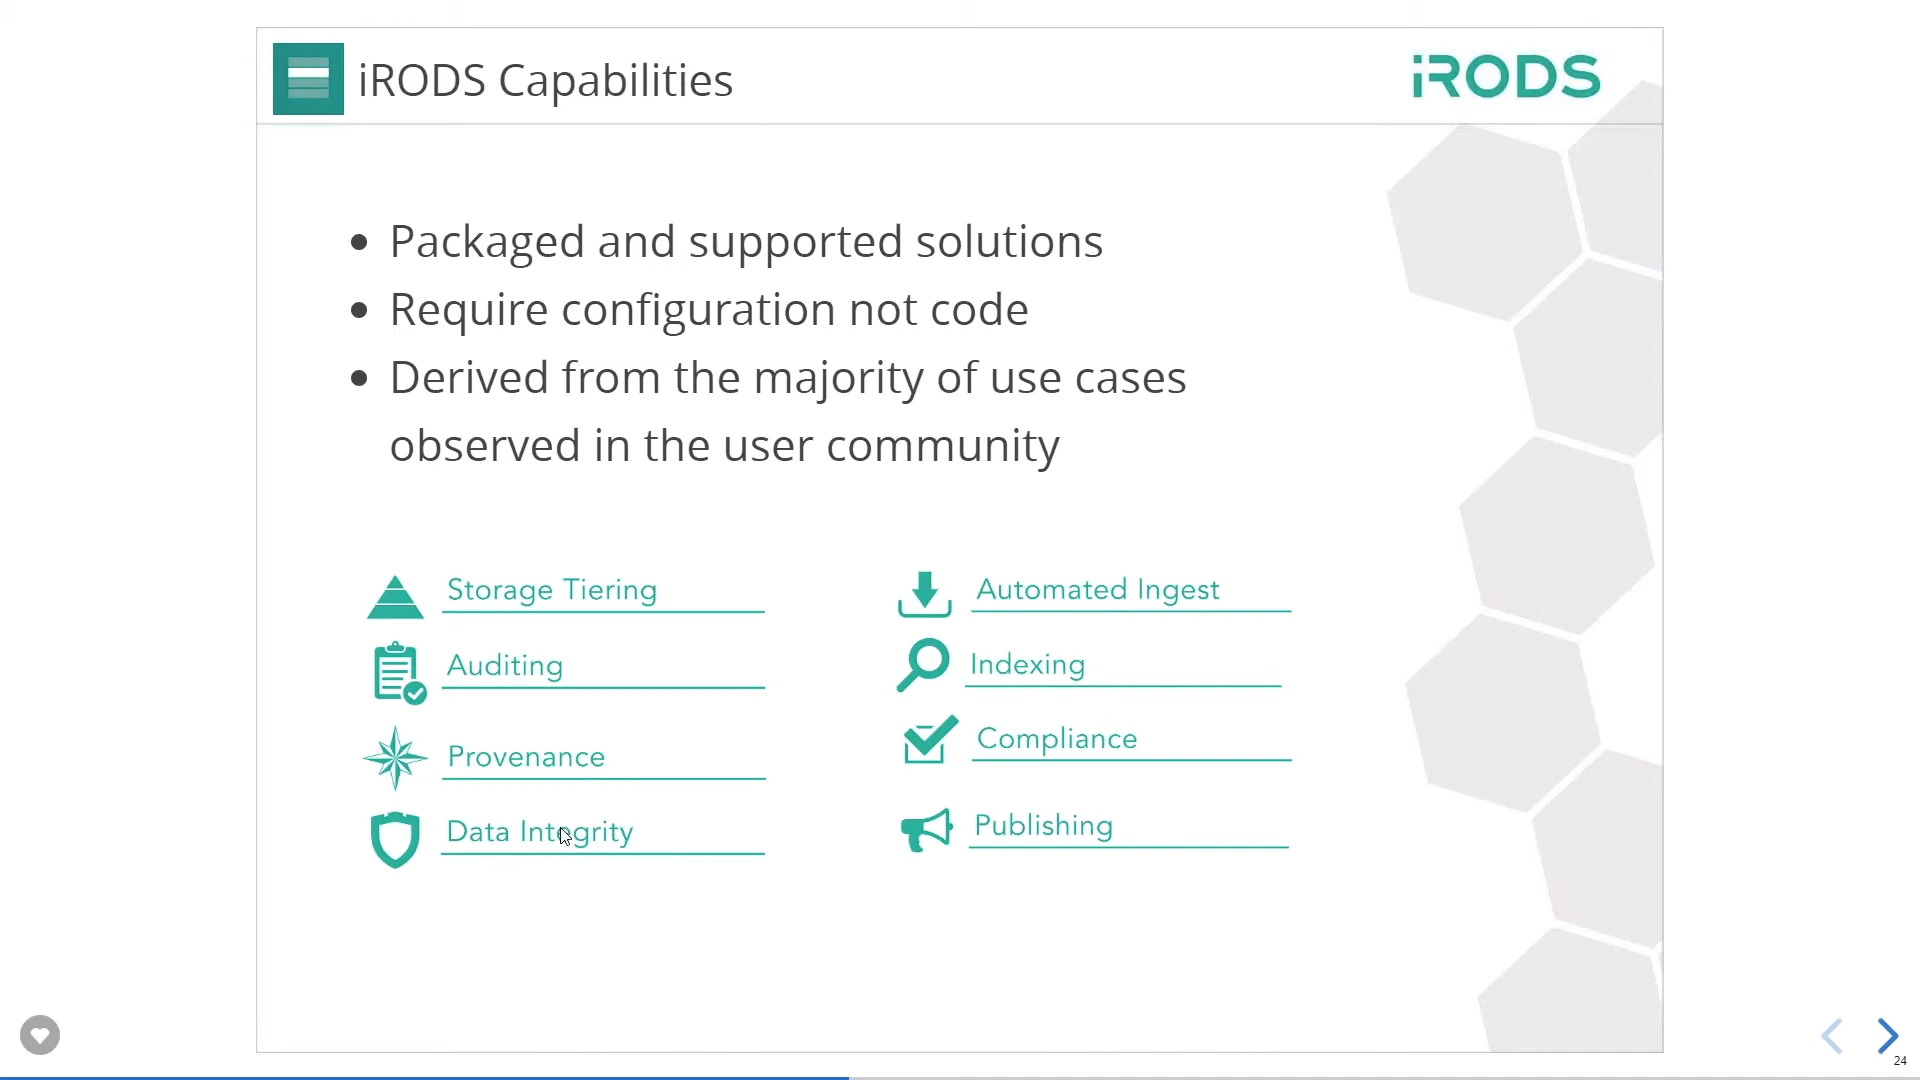 iRODS Capabilities
iRODS
Packaged and supported solutions
Require configuration not code
Derived from the majority of use cases
observed in the user community
Storage Tiering
Automated Ingest
Auditing
Indexing
Provenance
Compliance
Data Integrity
Publishing
24